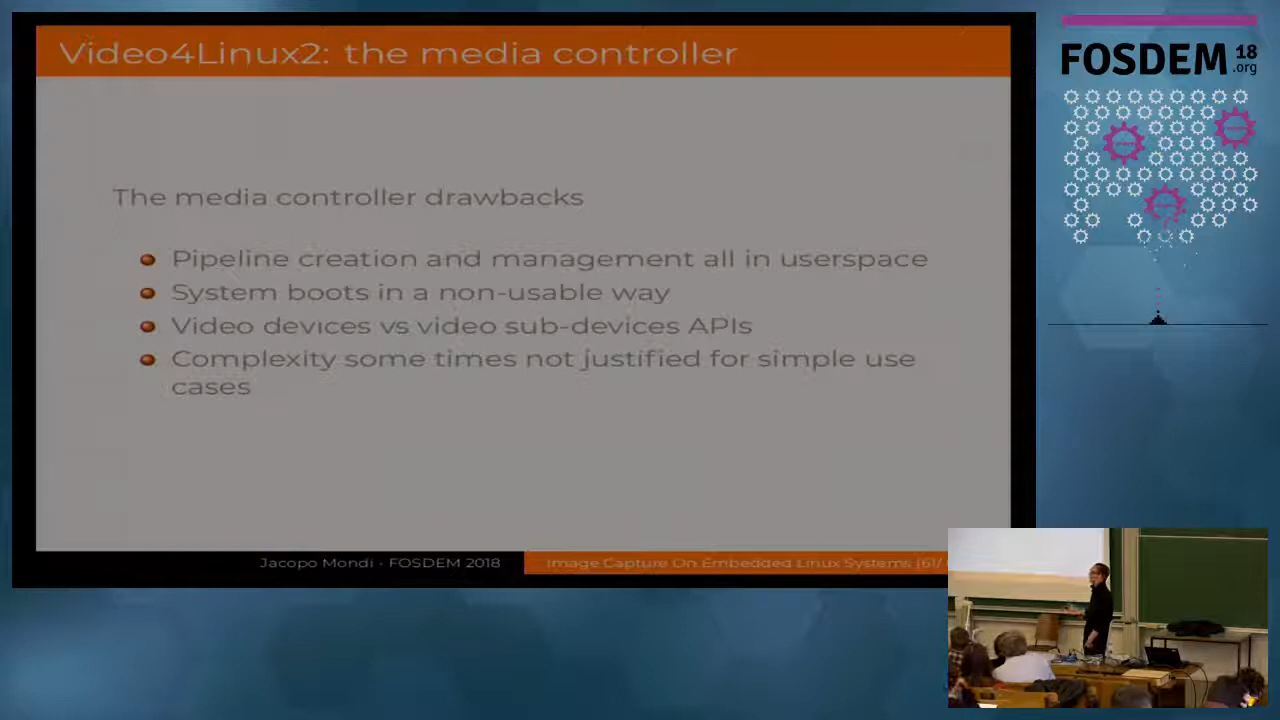 Video4Linux2: the media controller
FOSDEM 18
.org
The media controller drawbacks
Pipeline creation and management all in userspace
System boots in a non-usable way
Video devices vs video sub-devices APIs
Complexity some times not justified for simple use
cases
Jacopo Mondi - FOSDEM 2018
Image Capture On Embedded Linux Systems (61/